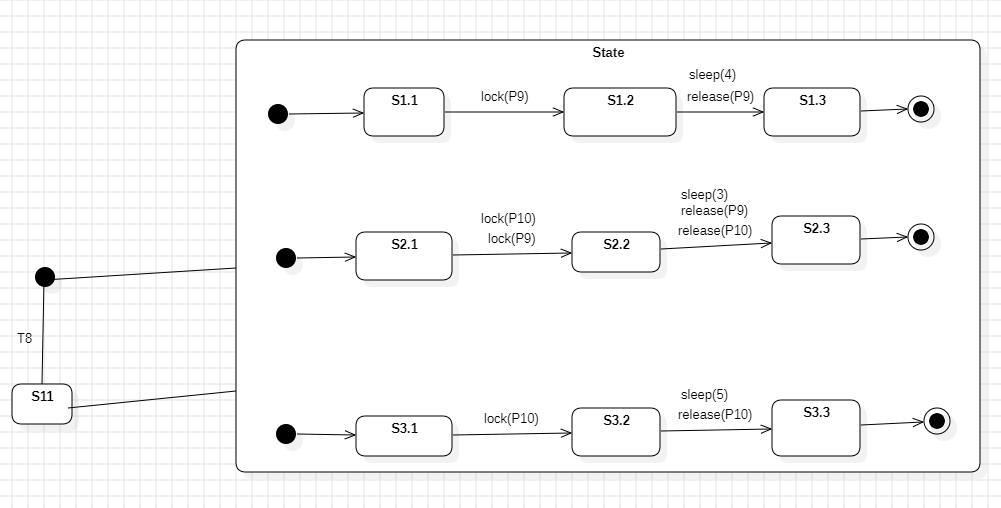 State
sleep(4)
S1.1
lock(P9)
S1.2
release(P9)
S1.3
sleep(3)
lock(P10)
release(P9)
S2.1
lock(P9)
S2.2
release(P10)
S2.3
T8
S11
sleep(5)
S3.1
lock(P10)
S3.2
release(P10)
S3.3